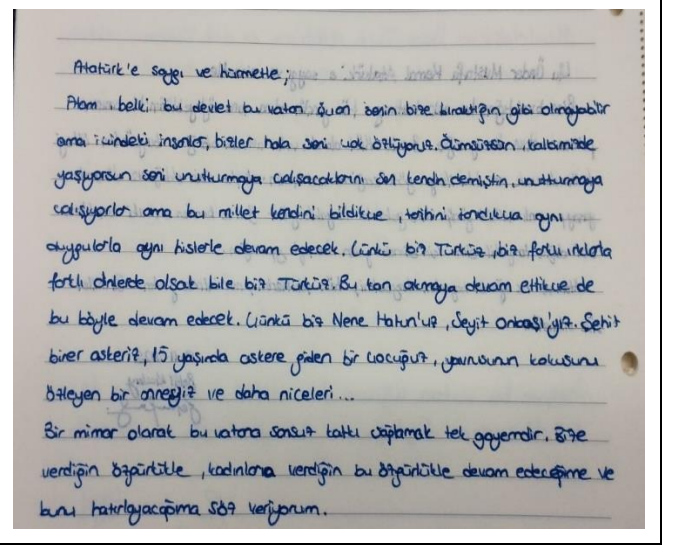 Atatürk'e saygı ve hürmetle;
Atam belki bu devlet bu vatan şuan, senin bize bıraktığın gibi olmayabilir
ama içindeki insanlar, bizler hala seni çok özlüyoruz. Ölümsüzsün, kalbimizde
yaşıyorsun seni unutturmaya çalışacaklarını sen kendin demiştin, unutturmaya
çalışıyorlar ama bu millet kendini bildikçe, tarihini tanıdıkça aynı
duygularla aynı hislerle devam edecek. Çünkü biz Türküz, biz farklı ırklarla
farklı dinlerde olsak bile biz Türküz. Bu kan akmaya devam ettikçe de
bu böyle devam edecek. Çünkü biz Nene Hatun'uz, Seyit Onbaşı'yız. Şehit
birer askeriz, 15 yaşında askere giden bir çocuğuz, yavrusunun kokusunu
özleyen bir anneyiz ve daha niceleri...
Bir mimar olarak bu vatana sonsuz katkı sağlamak tek gayemdir. Bize
verdiğin özgürlükle, kadınlara verdiğin bu özgürlükle devam edeceğime ve
bunu hatırlayacağıma söz veriyorum.